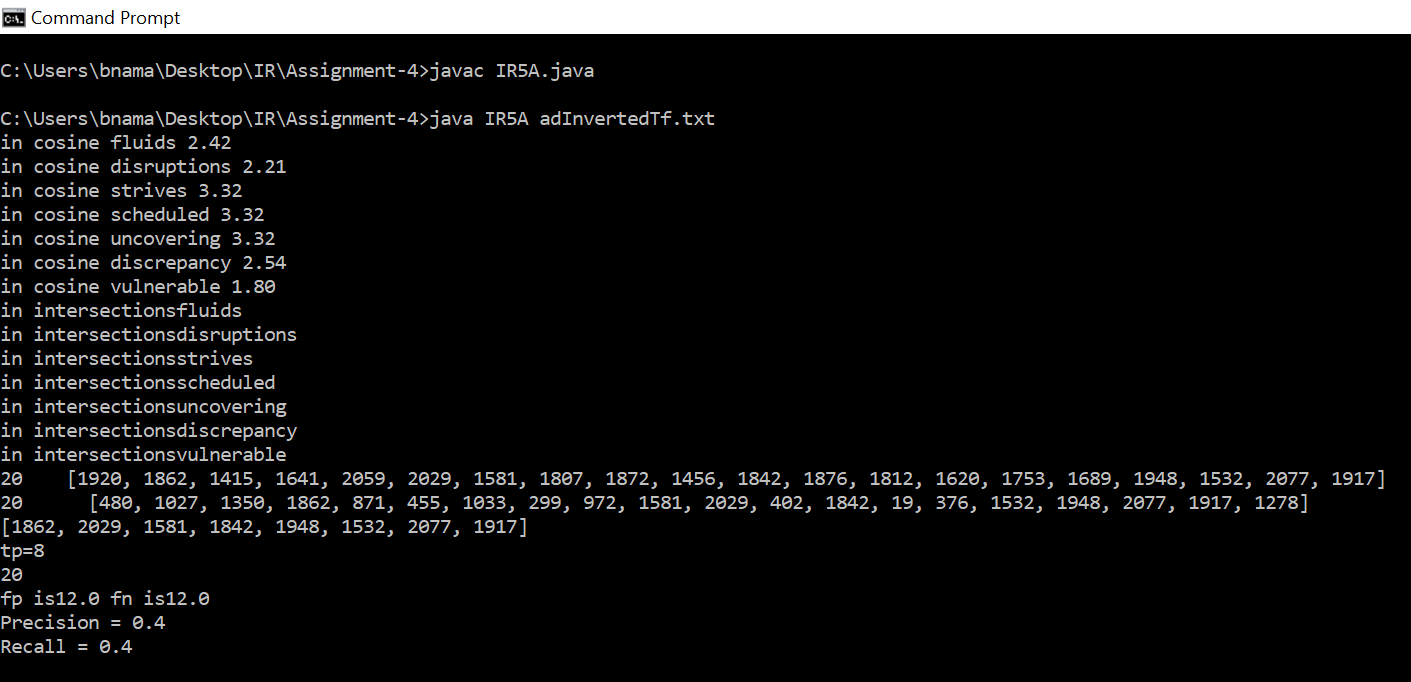 Command Prompt
C:\Users\bnama\Desktop\IR\Assignment-4>javac IR5A.java
C:\Users\bnama\Desktop\IR\Assignment-4>java IR5A adInvertedTf.txt
in cosine fluids 2.42
in cosine disruptions 2.21
in cosine strives 3.32
in cosine scheduled 3.32
in cosine uncovering 3.32
in cosine discrepancy 2.54
in cosine vulnerable 1.80
in intersectionsfluids
in intersectionsdisruptions
in intersectionsstrives
in intersectionsscheduled
in intersectionsuncovering
in intersectionsdiscrepancy
in intersectionsvulnerable
20    [1920, 1862, 1415, 1641, 2059, 2029, 1581, 1807, 1872, 1456, 1842, 1876, 1812, 1620, 1753, 1689, 1948, 1532, 2077, 1917]
20      [480, 1027, 1350, 1862, 871, 455, 1033, 299, 972, 1581, 2029, 402, 1842, 19, 376, 1532, 1948, 2077, 1917, 1278]
[1862, 2029, 1581, 1842, 1948, 1532, 2077, 1917]
tp=8
20
fp is12.0 fn is12.0
Precision = 0.4
Recall = 0.4